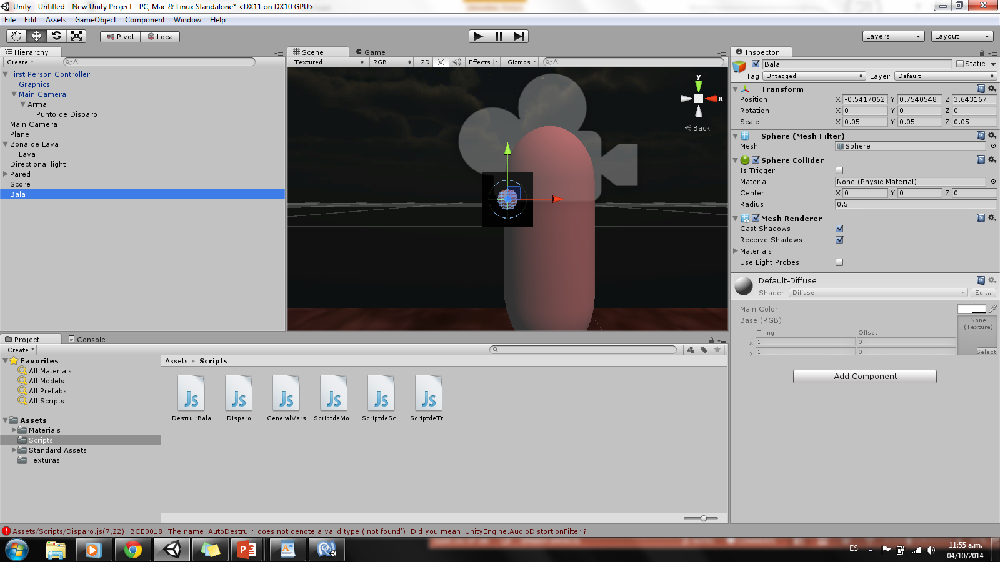 Unity - Untitled - New Unity Project - PC, Mac & Linux Standalone* <DX11 on DX10 GPU>
File Edit Assets GameObject Component Window Help
Pivot Local Layers Layout
Hierarchy
Create All
First Person Controller
Graphics
Main Camera
Arma
Punto de Disparo
Main Camera
Plane
Zona de Lava
Lava
Directional light
Pared
Score
Bala
Scene Game
Textured RGB 2D Effects Gizmos All
y
x
Back
Inspector
Bala Static
Tag Untagged Layer Default
Transform
Position X -0.5417062 Y 0.7540548 Z 3.643167
Rotation X 0 Y 0 Z 0
Scale X 0.05 Y 0.05 Z 0.05
Sphere (Mesh Filter)
Mesh Sphere
Sphere Collider
Is Trigger
Material None (Physic Material)
Center X 0 Y 0 Z 0
Radius 0.5
Mesh Renderer
Cast Shadows
Receive Shadows
Materials
Use Light Probes
Default-Diffuse
Shader Diffuse Edit...
Main Color
Base (RGB)
None
(Texture)
Tiling Offset
x 1 0
y 1 0
Select
Add Component
Project Console
Create
Favorites
All Materials
All Models
All Prefabs
All Scripts
Assets
Materials
Scripts
Standard Assets
Texturas
Assets Scripts
Js Js Js Js Js Js
DestruirBala Disparo GeneralVars ScriptdeMo... ScriptdeSc... ScriptdeTr...
Assets/Scripts/Disparo.js(7,22): BCE0018: The name 'AutoDestruir' does not denote a valid type ('not found'). Did you mean 'UnityEngine.AudioDistortionFilter'?
ES
11:55 a.m.
04/10/2014